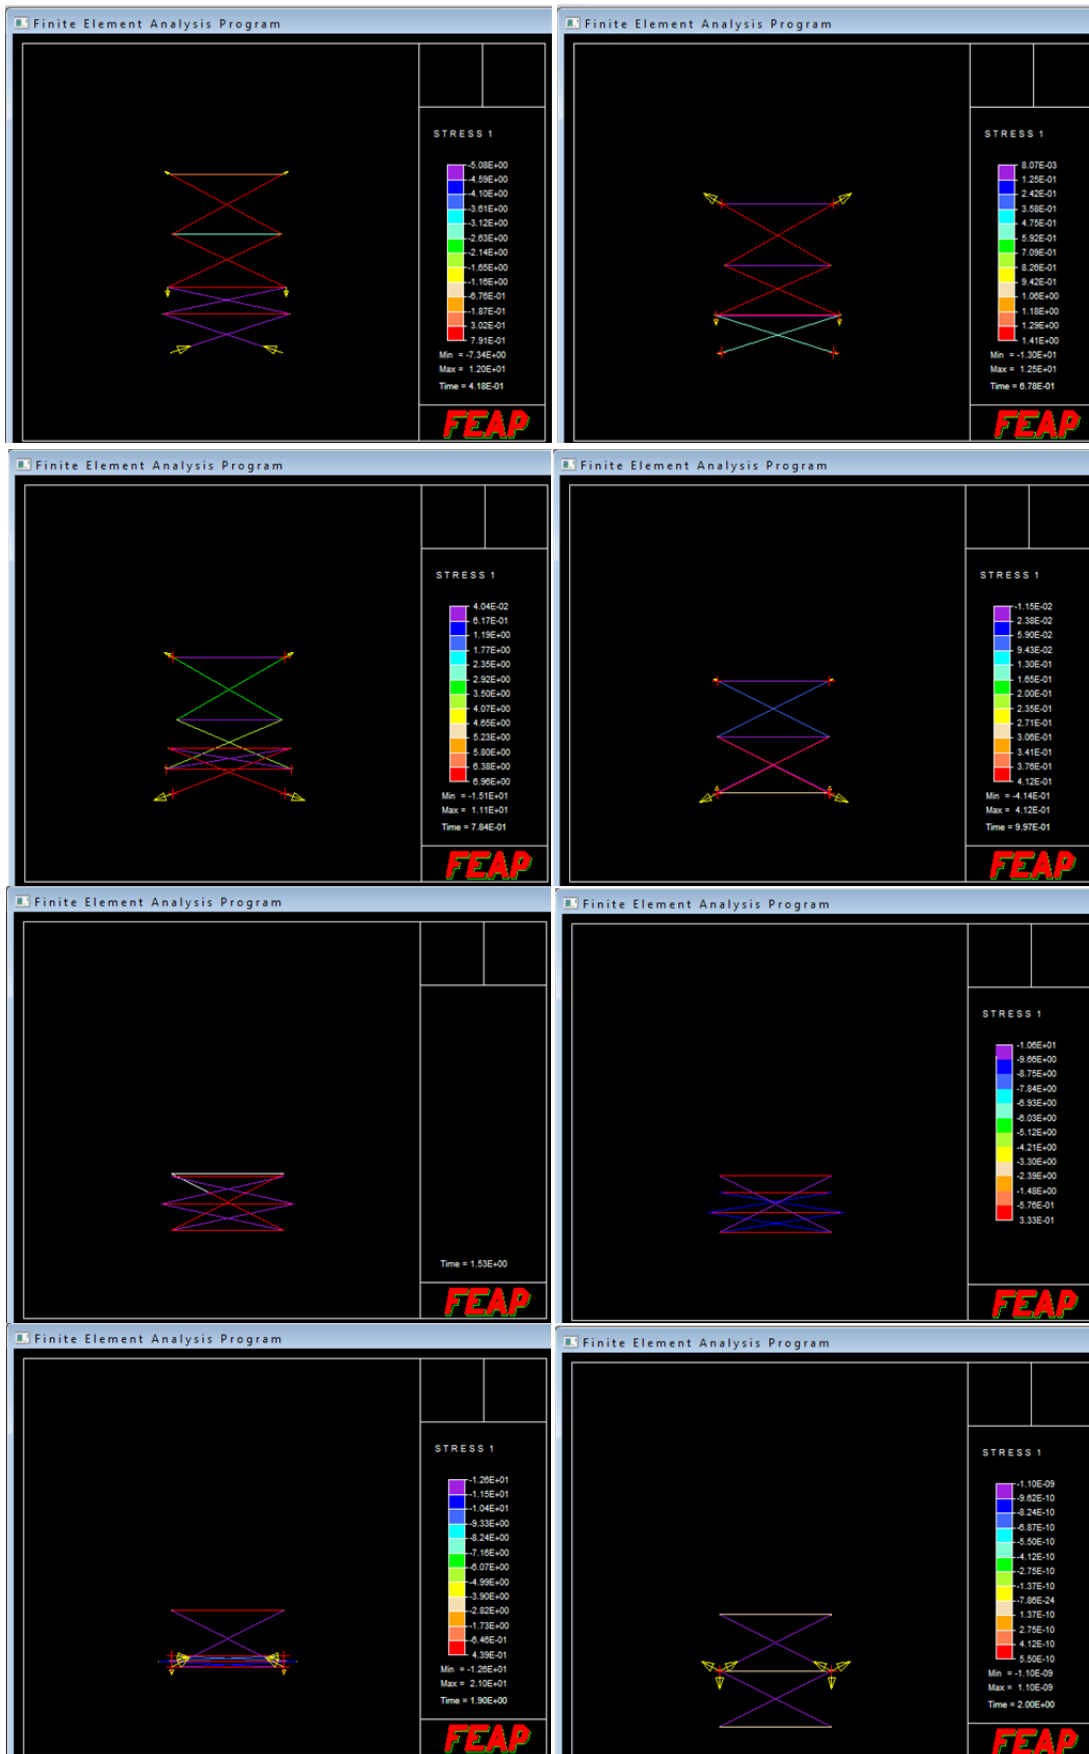 Finite Element Analysis Program
STRESS 1
-5.08E+00
-4.59E+00
-4.10E+00
-3.61E+00
-3.12E+00
-2.63E+00
-2.14E+00
-1.65E+00
-1.16E+00
-6.76E-01
-1.87E-01
3.02E-01
7.91E-01
Min = -7.34E+00
Max = 1.20E+01
Time = 4.18E-01
FEAP
Finite Element Analysis Program
STRESS 1
8.07E-03
1.25E-01
2.42E-01
3.58E-01
4.75E-01
5.92E-01
7.09E-01
8.26E-01
9.42E-01
1.06E+00
1.18E+00
1.29E+00
1.41E+00
Min = -1.30E+01
Max = 1.25E+01
Time = 6.78E-01
FEAP
Finite Element Analysis Program
STRESS 1
4.04E-02
6.17E-01
1.19E+00
1.77E+00
2.35E+00
2.92E+00
3.50E+00
4.07E+00
4.65E+00
5.23E+00
5.80E+00
6.38E+00
6.96E+00
Min = -1.51E+01
Max = 1.11E+01
Time = 7.84E-01
FEAP
Finite Element Analysis Program
STRESS 1
-1.15E-02
2.38E-02
5.90E-02
9.43E-02
1.30E-01
1.65E-01
2.00E-01
2.35E-01
2.71E-01
3.06E-01
3.41E-01
3.76E-01
4.12E-01
Min = -4.14E-01
Max = 4.12E-01
Time = 9.97E-01
FEAP
Finite Element Analysis Program
Time = 1.53E+00
FEAP
Finite Element Analysis Program
STRESS 1
-1.06E+01
-9.66E+00
-8.75E+00
-7.84E+00
-6.93E+00
-6.03E+00
-5.12E+00
-4.21E+00
-3.30E+00
-2.39E+00
-1.48E+00
-5.76E-01
3.33E-01
FEAP
Finite Element Analysis Program
STRESS 1
-1.26E+01
-1.15E+01
-1.04E+01
-9.33E+00
-8.24E+00
-7.16E+00
-6.07E+00
-4.99E+00
-3.90E+00
-2.82E+00
-1.73E+00
-6.46E-01
4.39E-01
Min = -1.26E+01
Max = 2.10E+01
Time = 1.90E+00
FEAP
Finite Element Analysis Program
STRESS 1
-1.10E-09
-9.62E-10
-8.24E-10
-6.87E-10
-5.50E-10
-4.12E-10
-2.75E-10
-1.37E-10
-7.86E-24
1.37E-10
2.75E-10
4.12E-10
5.50E-10
Min = -1.10E-09
Max = 1.10E-09
Time = 2.00E+00
FEAP